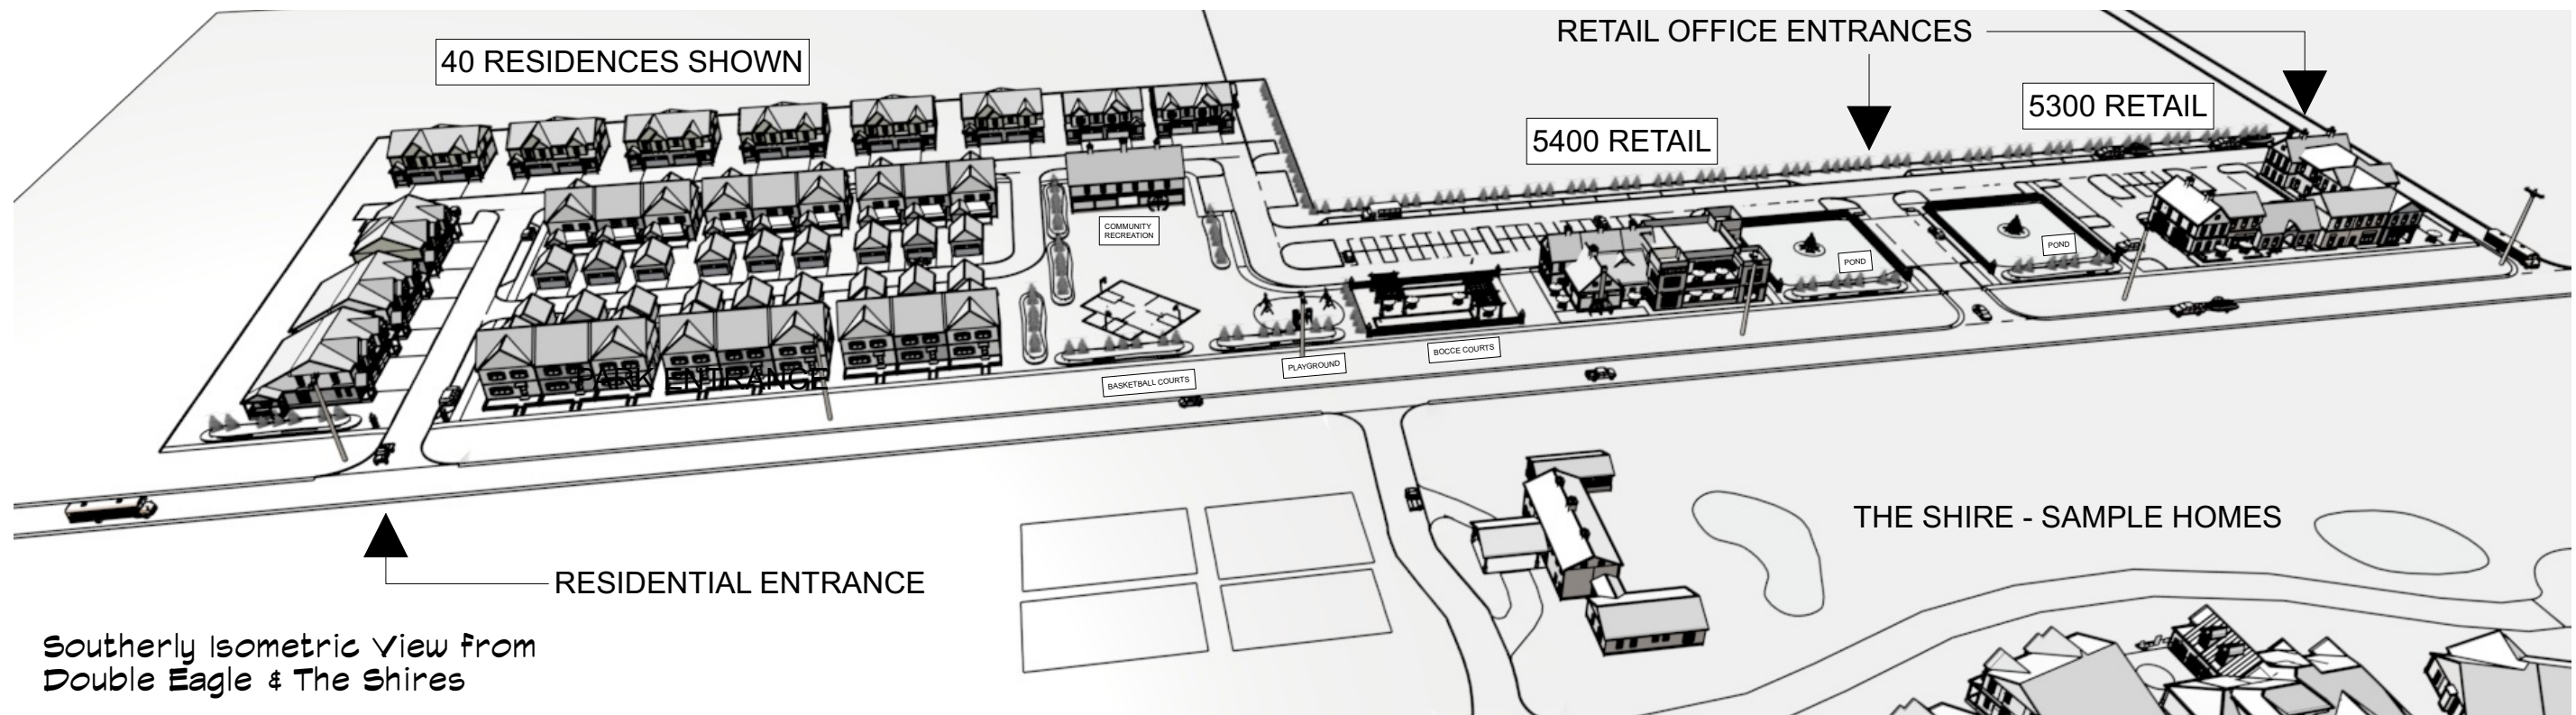 RETAIL OFFICE ENTRANCES
40 RESIDENCES SHOWN
5300 RETAIL
5400 RETAIL
COMMUNITY
RECREATION
POND
POND
BOCCE COURTS
PLAYGROUND
BASKETBALL COURTS
PARK ENTRANCE
THE SHIRE - SAMPLE HOMES
RESIDENTIAL ENTRANCE
Southerly Isometric View from
Double Eagle & The Shires